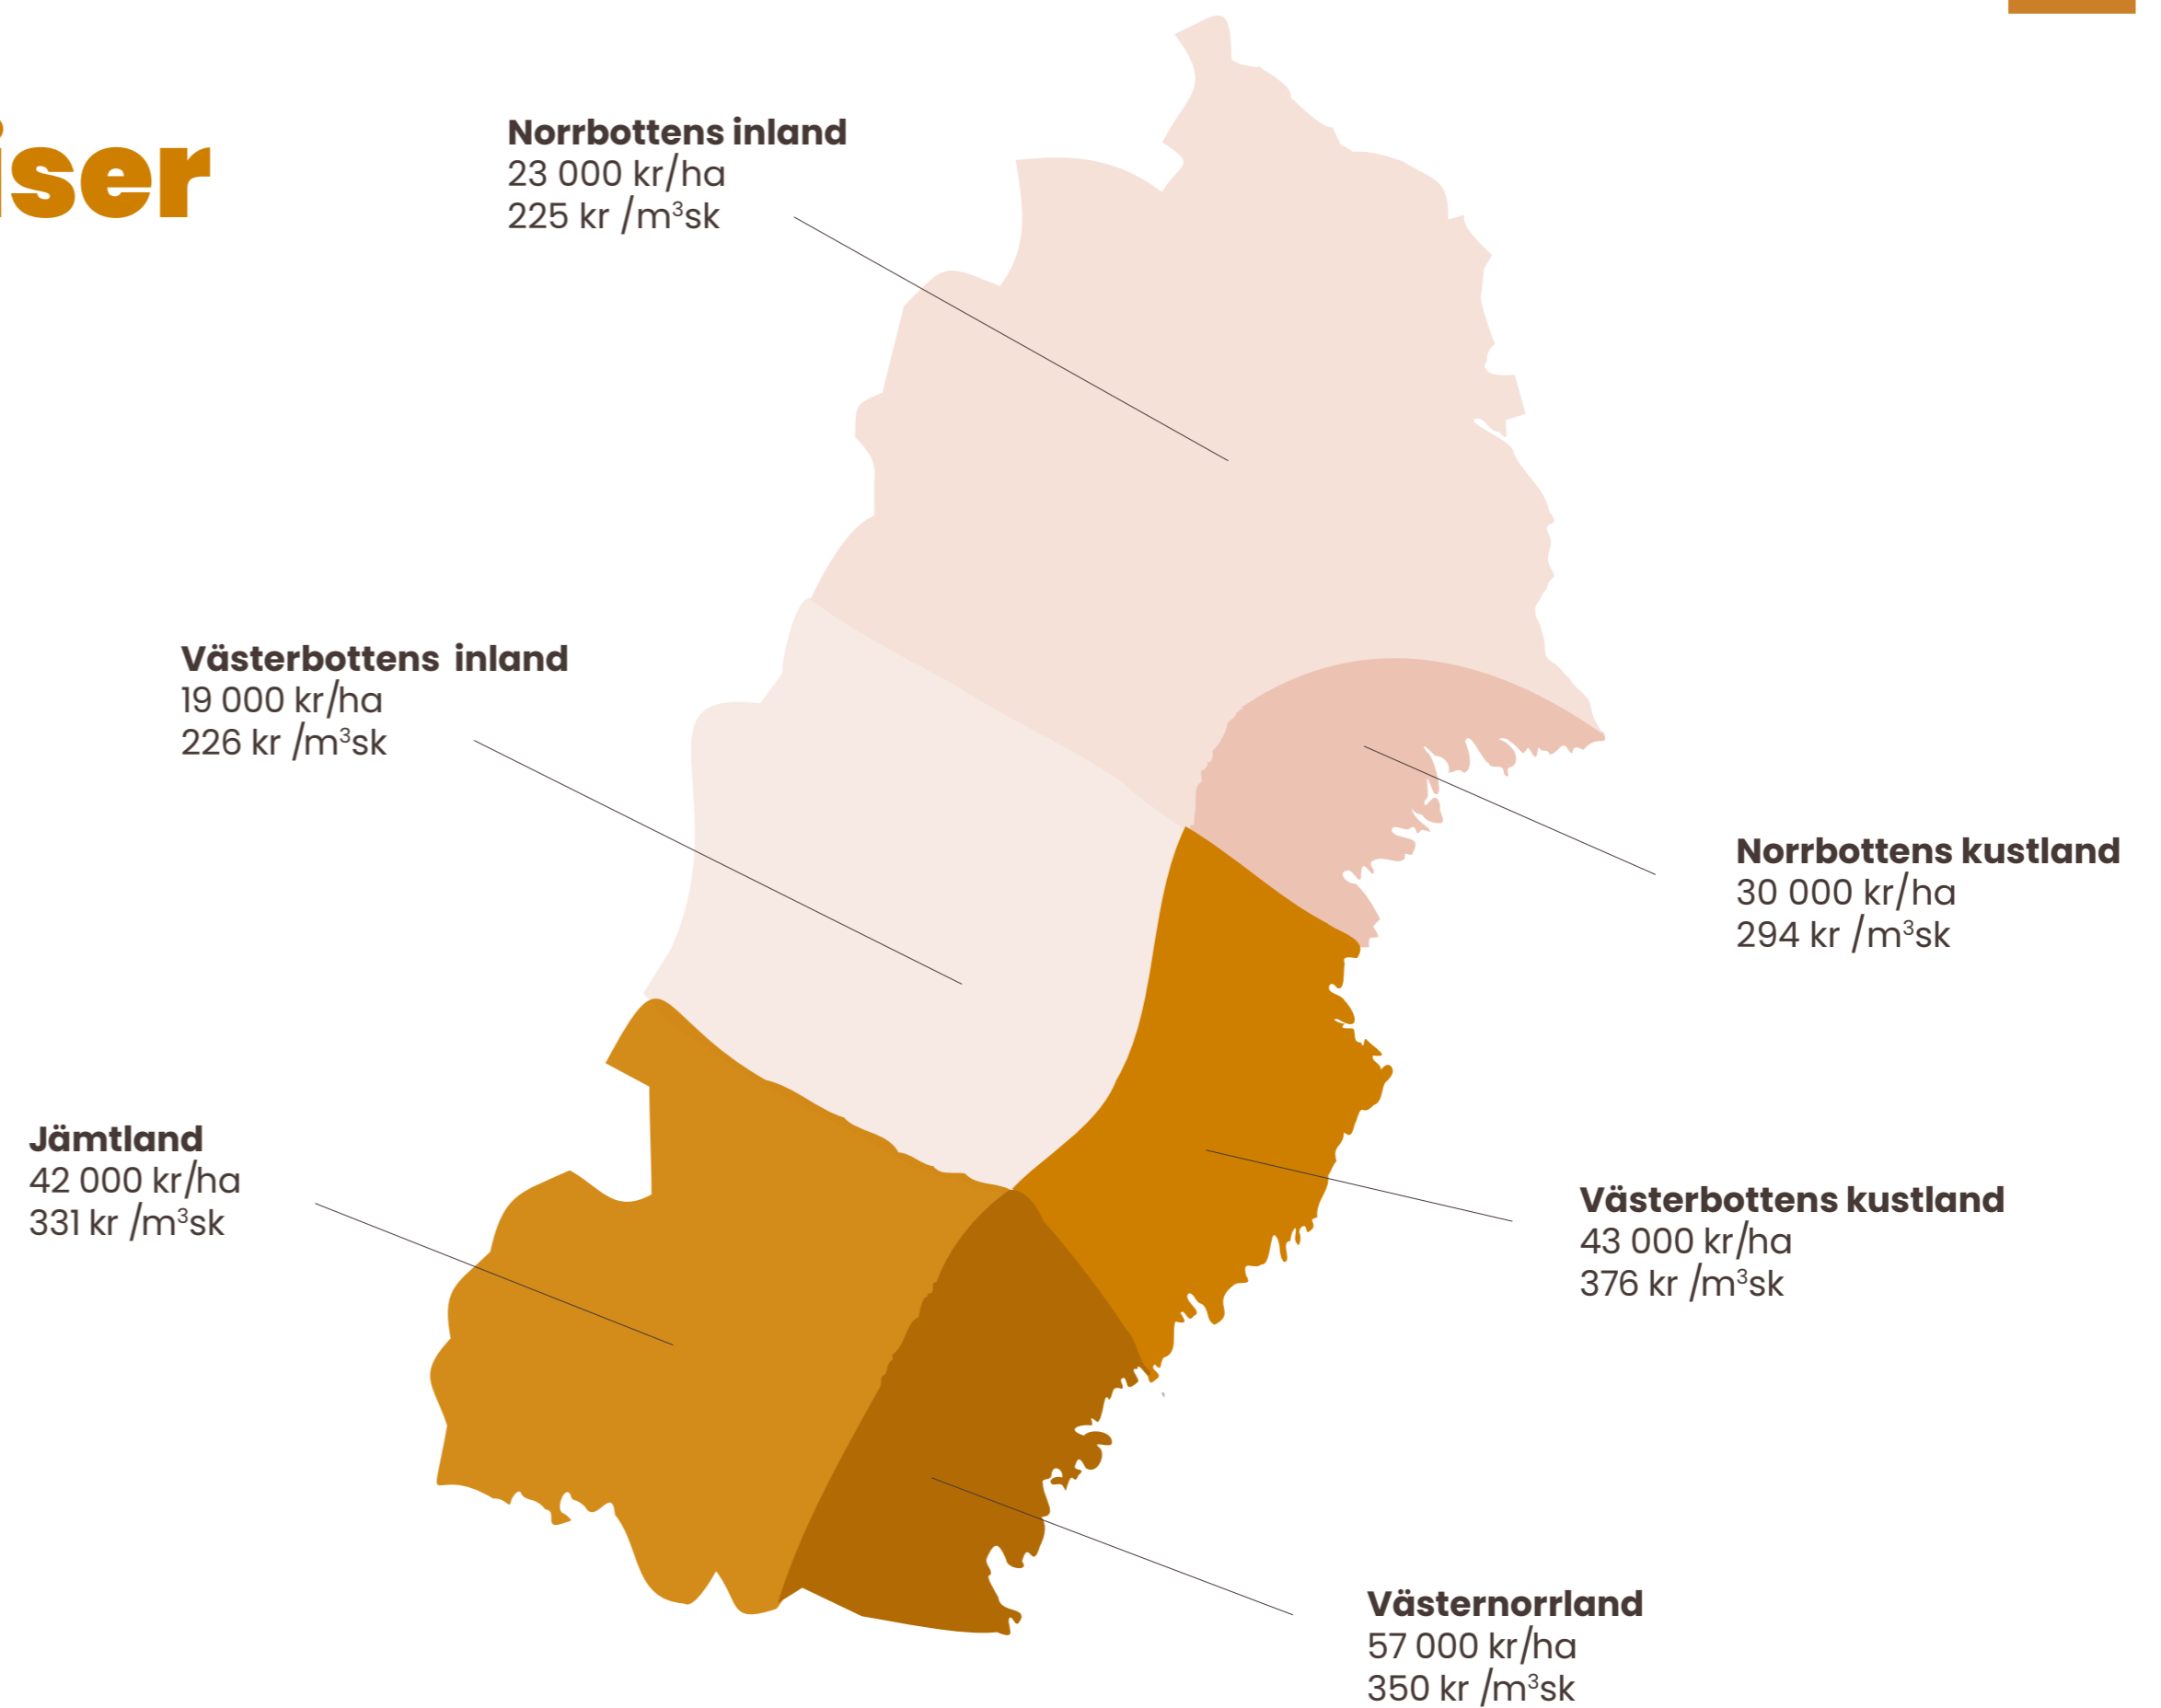 iser
Norrbottens inland
23 000 kr/ha
225 kr /m³sk
Västerbottens inland
19 000 kr/ha
226 kr /m³sk
Norrbottens kustland
30 000 kr/ha
294 kr /m³sk
Jämtland
42 000 kr/ha
331 kr /m³sk
Västerbottens kustland
43 000 kr/ha
376 kr /m³sk
Västernorrland
57 000 kr/ha
350 kr /m³sk